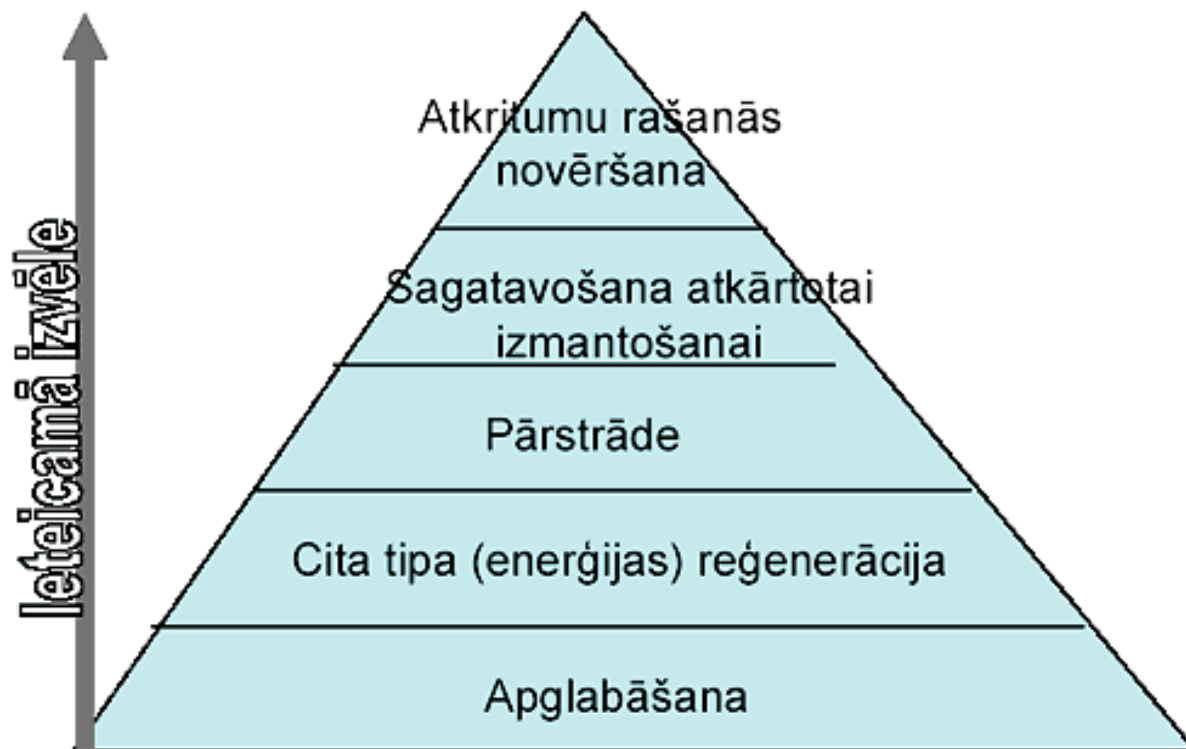 Ieteicamā izvēle
Atkritumu rašanās
novēršana
Sagatavošana atkārtotai
izmantošanai
Pārstrāde
Cita tipa (enerģijas) reģenerācija
Apglabāšana